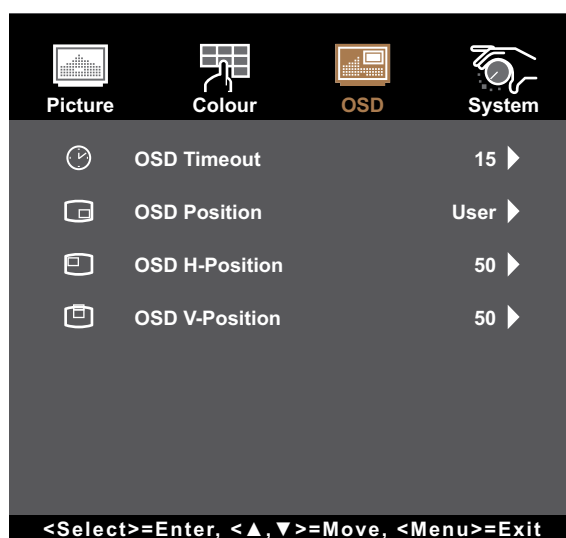 Picture Colour OSD System
OSD Timeout 15
OSD Position User
OSD H-Position 50
OSD V-Position 50
<Select>=Enter, <▲,▼>=Move, <Menu>=Exit